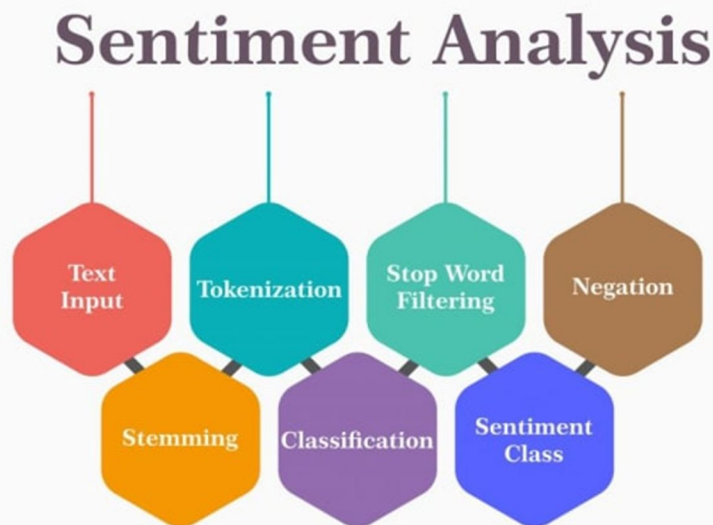 Sentiment Analysis
Text
Input
Tokenization
Stop Word
Filtering
Negation
Stemming
Classification
Sentiment
Class